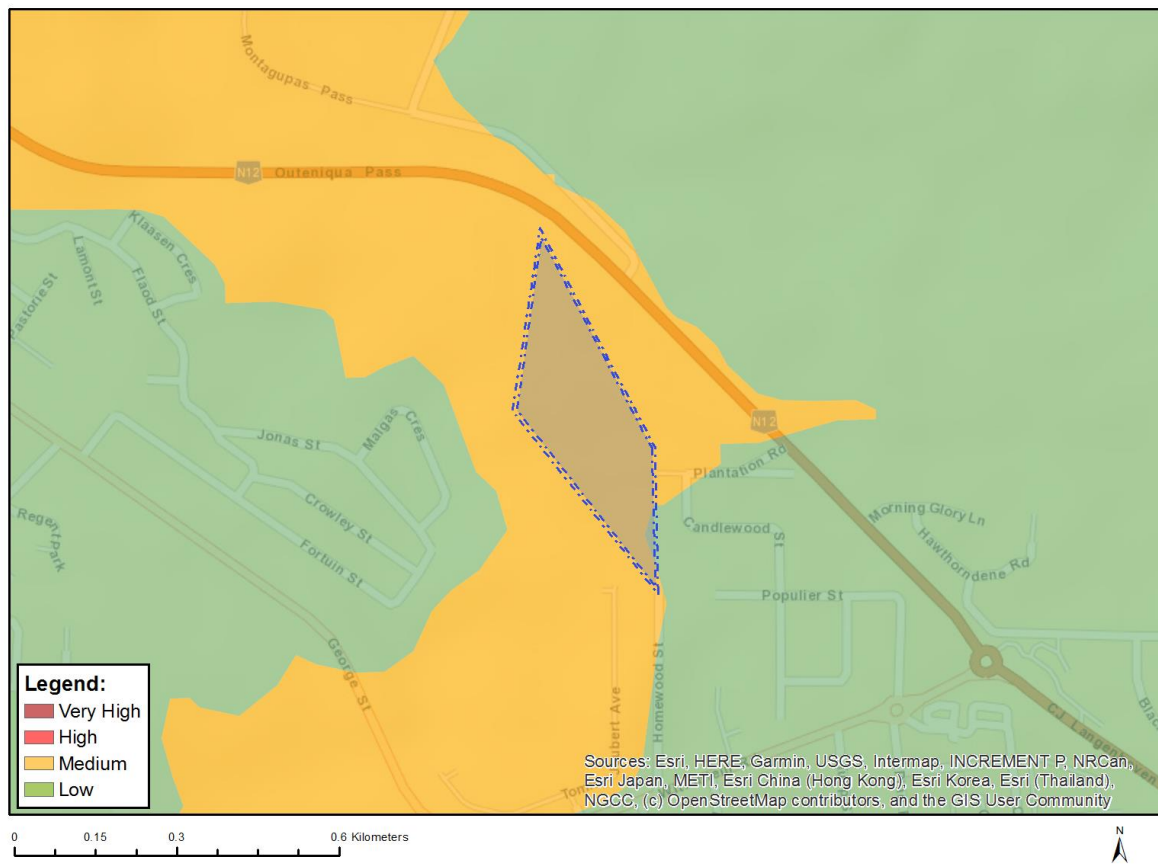 Montagupas Pass
N12
Outeniqua Pass
Klaasen Cres
Lamont St
Flaod St
Pastorie St
Jonas St
Malgas Cres
Crowley St
Fortuin St
Regent Park
George St
N12
Plantation Rd
Candlewood St
Morning Glory Ln
Hawthorndene Rd
Populier St
Homewood St
CJ Langenhoven
Legend:
Very High
High
Medium
Low
Sources: Esri, HERE, Garmin, USGS, Intermap, INCREMENT P, NRCan,
Esri Japan, METI, Esri China (Hong Kong), Esri Korea, Esri (Thailand),
NGCC, (c) OpenStreetMap contributors, and the GIS User Community
0 0.15 0.3 0.6 Kilometers
N